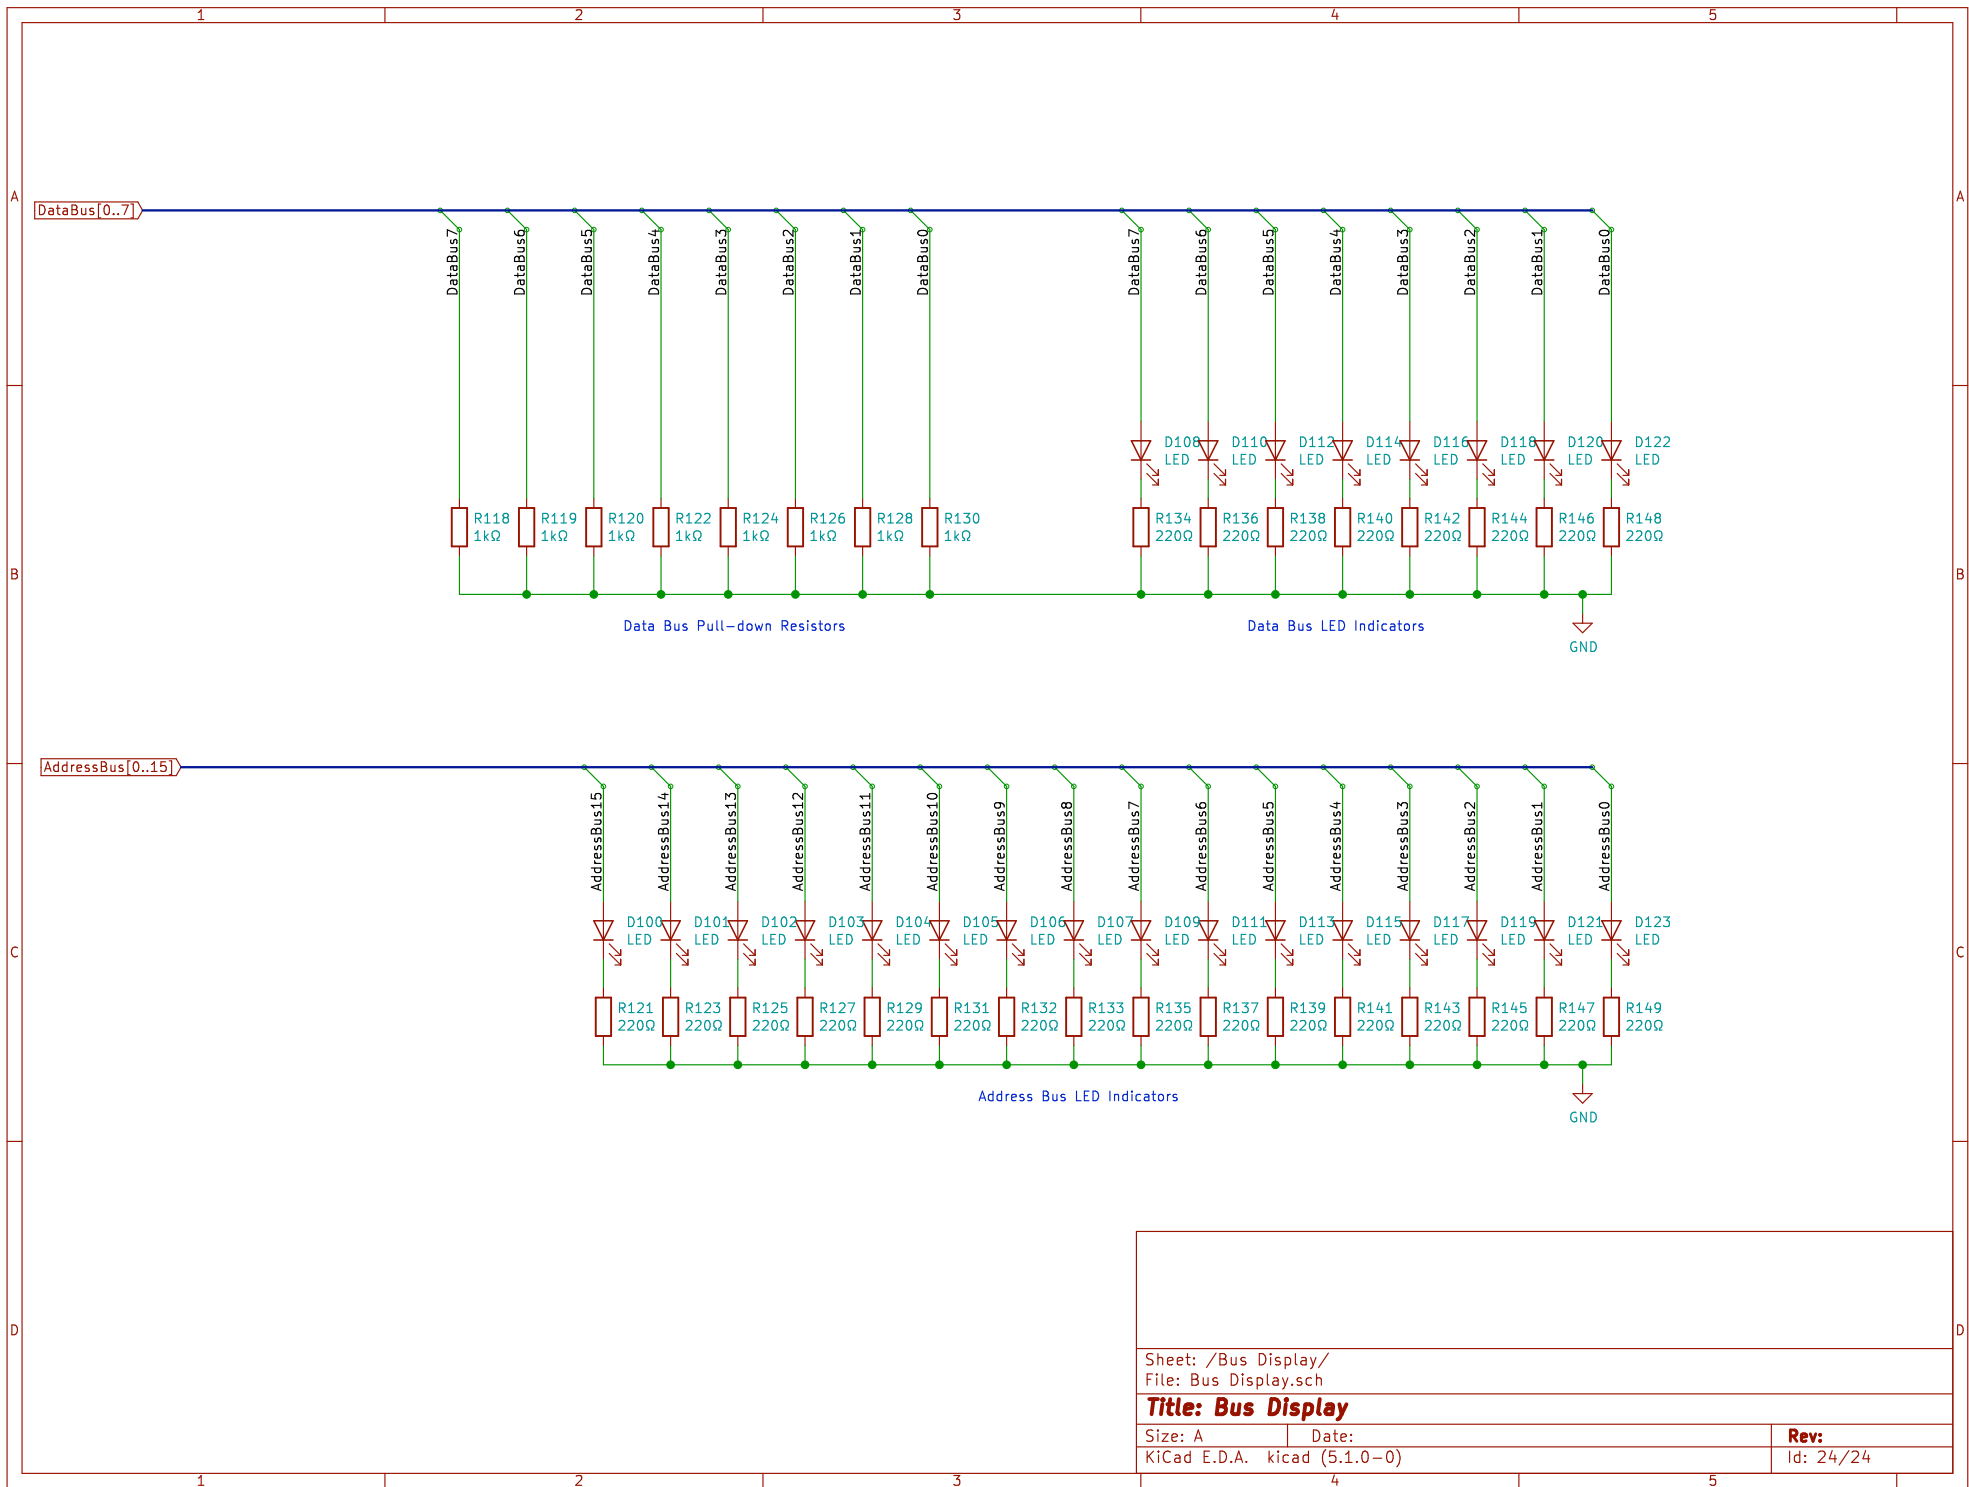 1 2 3 4 5
A A
DataBus[0..7]
DataBus7 DataBus6 DataBus5 DataBus4 DataBus3 DataBus2 DataBus1 DataBus0 DataBus7 DataBus6 DataBus5 DataBus4 DataBus3 DataBus2 DataBus1 DataBus0
D108 D110 D112 D114 D116 D118 D120 D122
LED LED LED LED LED LED LED LED
R118 R119 R120 R122 R124 R126 R128 R130 R134 R136 R138 R140 R142 R144 R146 R148
1kΩ 1kΩ 1kΩ 1kΩ 1kΩ 1kΩ 1kΩ 1kΩ 220Ω 220Ω 220Ω 220Ω 220Ω 220Ω 220Ω 220Ω
B B
Data Bus Pull-down Resistors Data Bus LED Indicators
GND
AddressBus[0..15]
AddressBus15 AddressBus14 AddressBus13 AddressBus12 AddressBus11 AddressBus10 AddressBus9 AddressBus8 AddressBus7 AddressBus6 AddressBus5 AddressBus4 AddressBus3 AddressBus2 AddressBus1 AddressBus0
D100 D101 D102 D103 D104 D105 D106 D107 D109 D111 D113 D115 D117 D119 D121 D123
LED LED LED LED LED LED LED LED LED LED LED LED LED LED LED LED
C C
R121 R123 R125 R127 R129 R131 R132 R133 R135 R137 R139 R141 R143 R145 R147 R149
220Ω 220Ω 220Ω 220Ω 220Ω 220Ω 220Ω 220Ω 220Ω 220Ω 220Ω 220Ω 220Ω 220Ω 220Ω 220Ω
Address Bus LED Indicators
GND
D D
Sheet: /Bus Display/
File: Bus Display.sch
Title: Bus Display
Size: A Date: Rev:
KiCad E.D.A. kicad (5.1.0-0) Id: 24/24
1 2 3 4 5